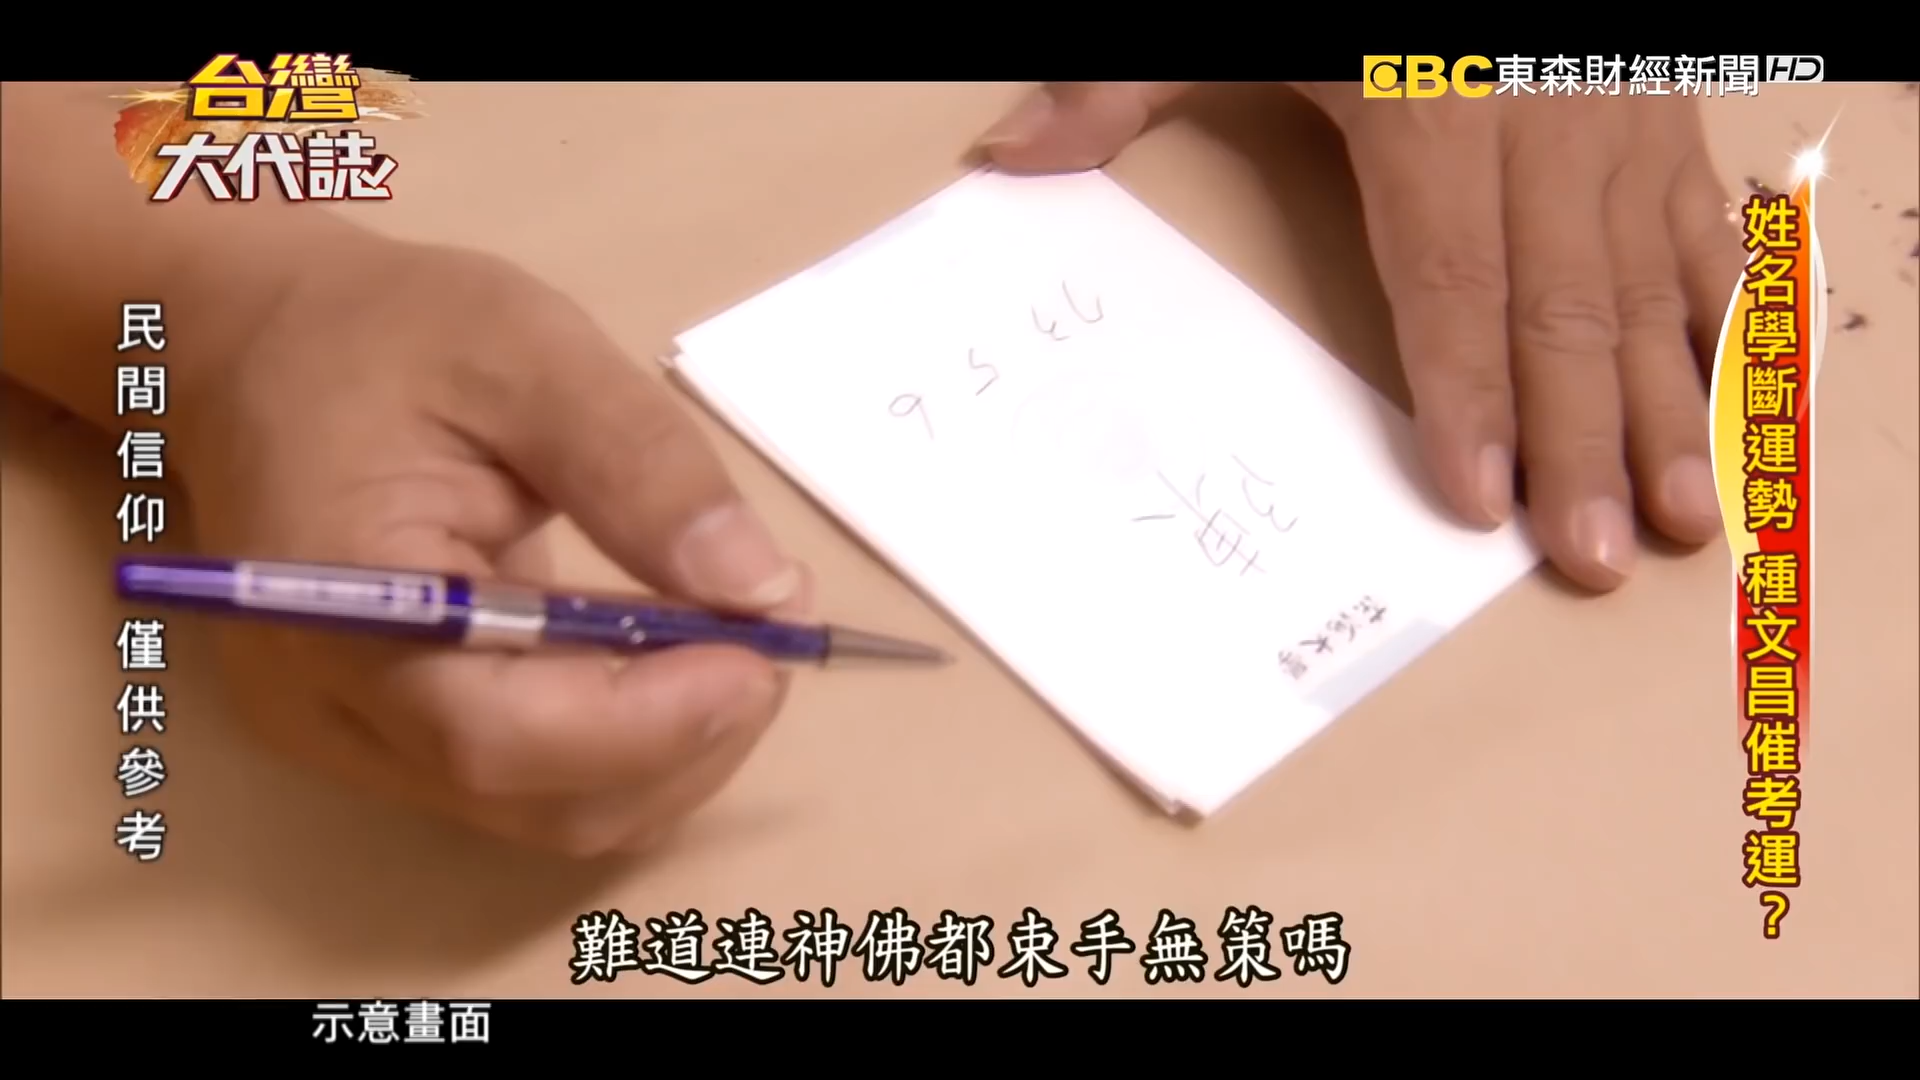 台灣
大代誌
EBC東森財經新聞HD
姓名學斷運勢 種文昌催考運？
民間信仰 僅供參考
難道連神佛都束手無策嗎
示意畫面